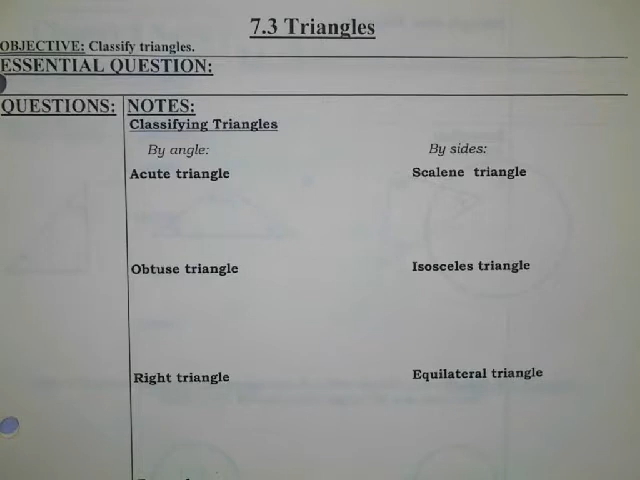 7.3 Triangles
OBJECTIVE: Classify triangles.
ESSENTIAL QUESTION:
QUESTIONS: NOTES:
Classifying Triangles
By angle: By sides:
Acute triangle Scalene triangle
Obtuse triangle Isosceles triangle
Right triangle Equilateral triangle